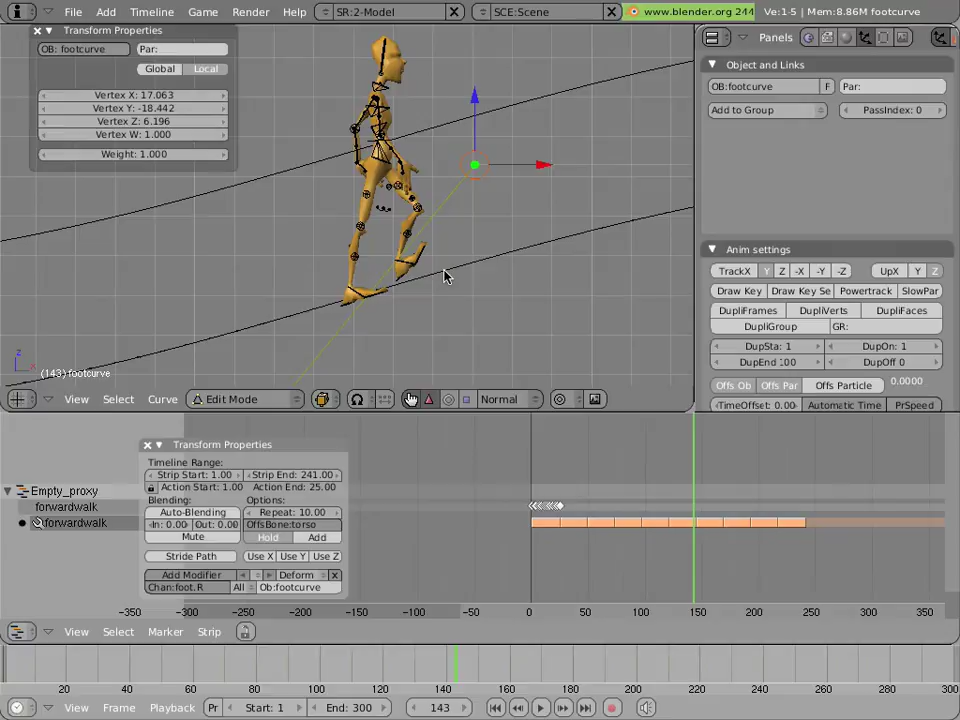 File Add Timeline Game Render Help SR:2-Model SCE:Scene www.blender.org 244 Ve:1-5 | Mem:8.86M footcurve
Transform Properties
OB: footcurve Par:
Global Local
Vertex X: 17.063
Vertex Y: -18.442
Vertex Z: 6.196
Vertex W: 1.000
Weight: 1.000
z
x
(143) footcurve
View Select Curve Edit Mode Normal
Panels
Object and Links
OB:footcurve F Par:
Add to Group PassIndex: 0
Anim settings
TrackX Y Z -X -Y -Z UpX Y Z
Draw Key Draw Key Se Powertrack SlowPar
DupliFrames DupliVerts DupliFaces
DupliGroup GR:
DupSta: 1 DupOn: 1
DupEnd 100 DupOff 0
Offs Ob Offs Par Offs Particle 0.0000
TimeOffset: 0.00 Automatic Time PrSpeed
Transform Properties
Timeline Range:
Strip Start: 1.00 Strip End: 241.00
Action Start: 1.00 Action End: 25.00
Blending: Options:
Auto-Blending Repeat: 10.00
In: 0.00 Out: 0.00 OffsBone:torso
Mute Hold Add
Stride Path Use X Use Y Use Z
Add Modifier Deform x
Chan:foot.R All Ob:footcurve
Empty_proxy
forwardwalk
forwardwalk
-350 -300 -250 -200 -150 -100 -50 0 50 100 150 200 250 300 350
View Select Marker Strip
20 40 60 80 100 120 140 160 180 200 220 240 260 280 300
View Frame Playback Pr Start: 1 End: 300 143